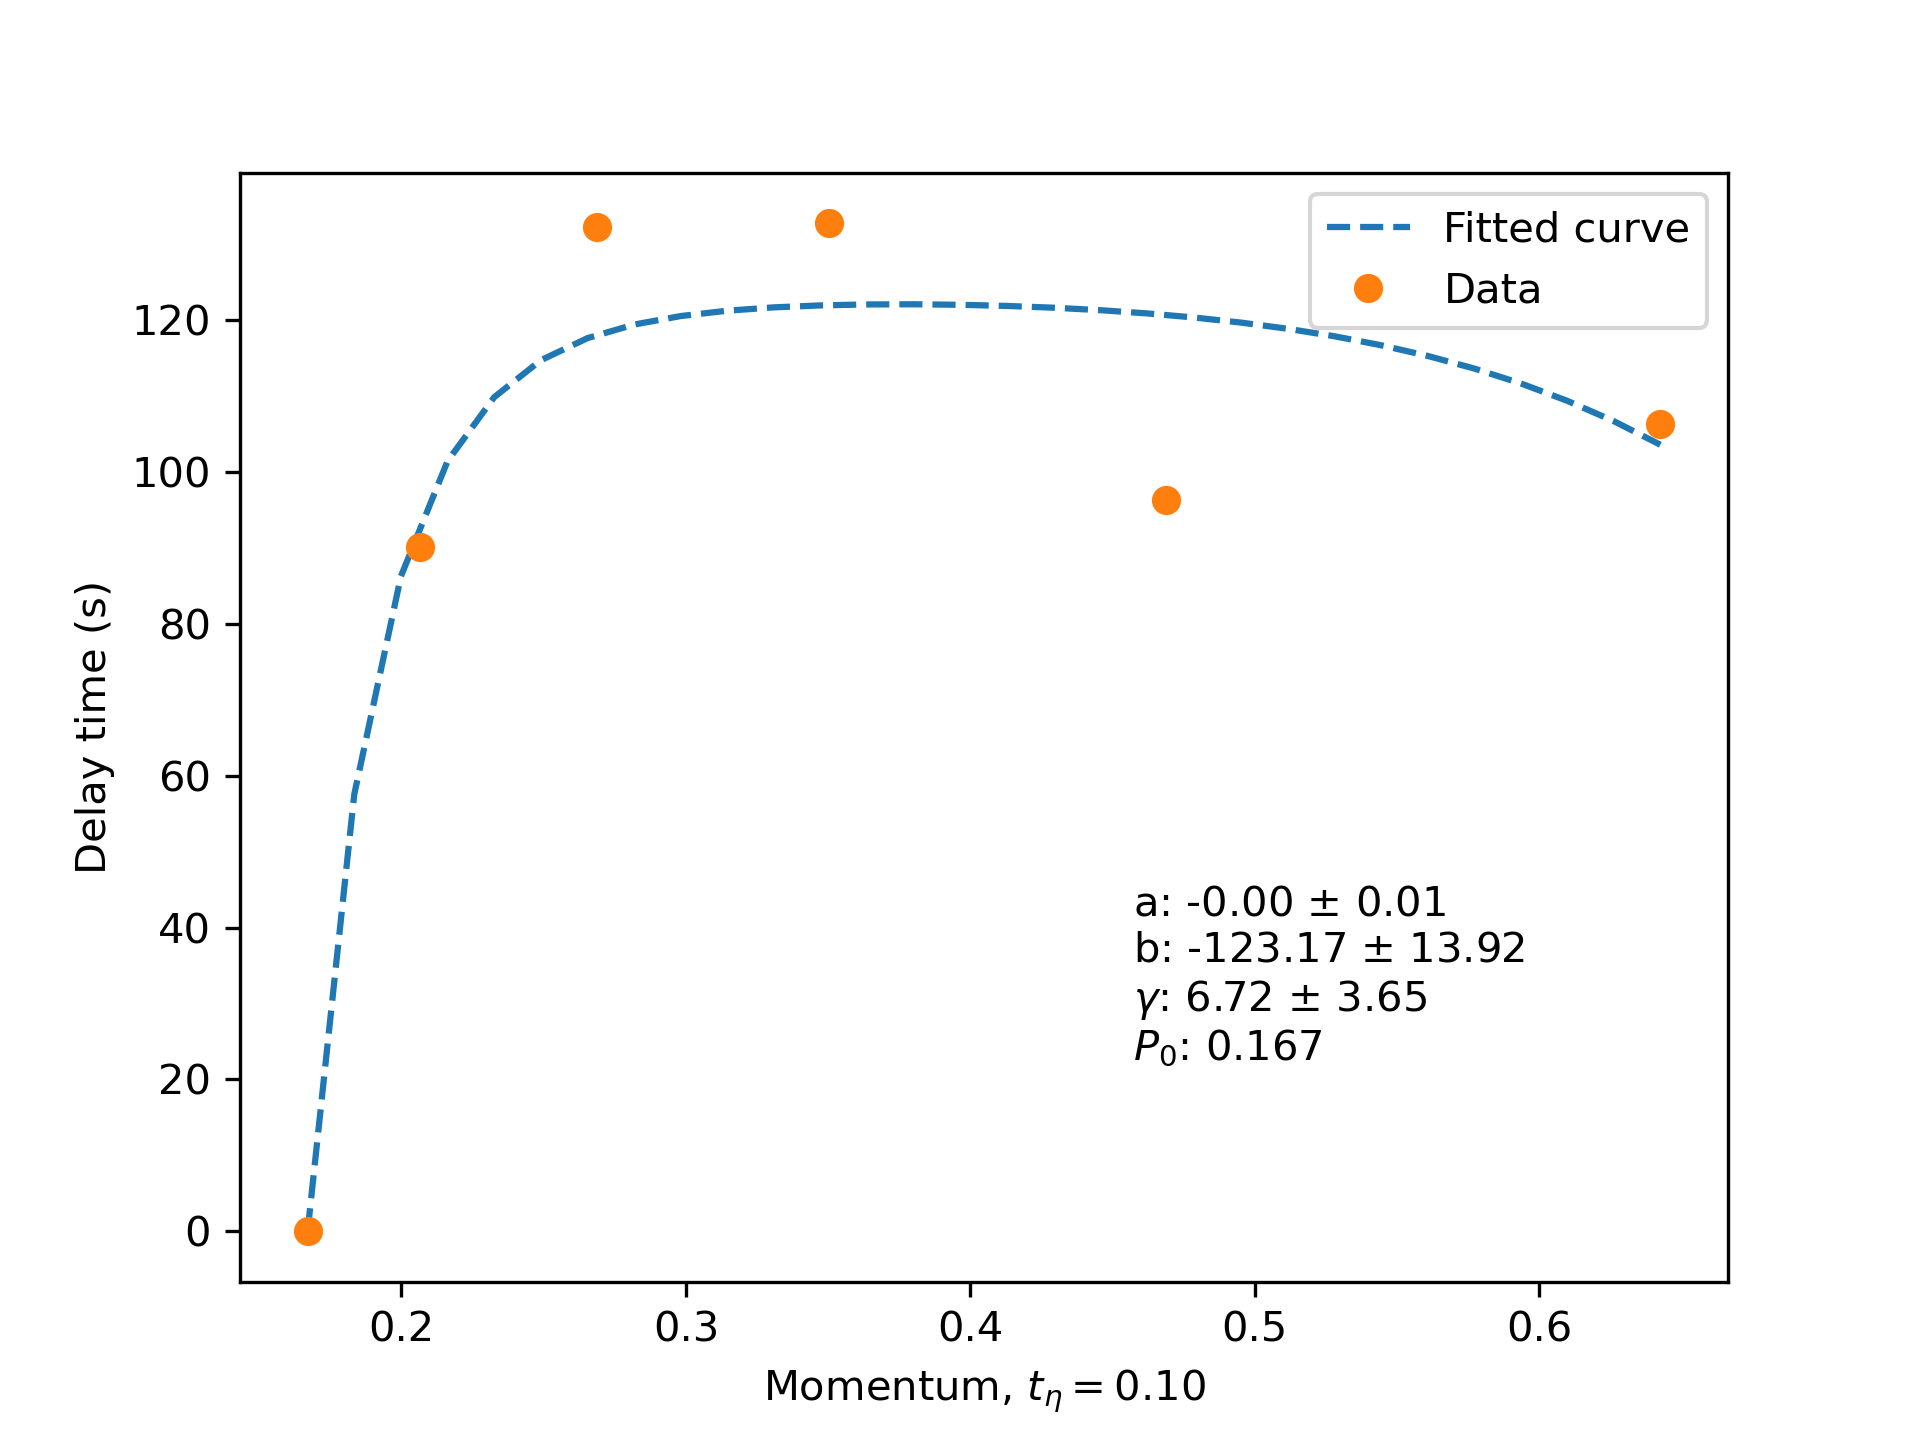 Fitted curve
Data
120
100
80
60
40
20
0
Delay time (s)
a: -0.00 ± 0.01
b: -123.17 ± 13.92
γ: 6.72 ± 3.65
P₀: 0.167
0.2 0.3 0.4 0.5 0.6
Momentum, tη = 0.10